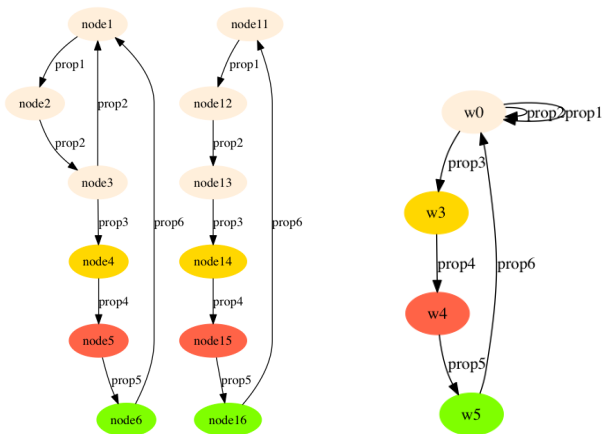 node1
node11
prop1
prop1
node2
node12
prop2
prop2
prop2
node3
node13
prop3
prop6
prop3
prop6
node4
node14
prop4
prop4
node5
node15
prop5
prop5
node6
node16
w0
prop2
prop1
prop3
w3
prop4
prop6
w4
prop5
w5